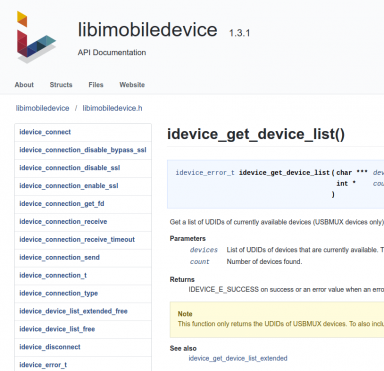 libimobiledevice 1.3.1
API Documentation
About Structs Files Website
libimobiledevice / libimobiledevice.h
idevice_connect
idevice_connection_disable_bypass_ssl
idevice_connection_disable_ssl
idevice_connection_enable_ssl
idevice_connection_get_fd
idevice_connection_receive
idevice_connection_receive_timeout
idevice_connection_send
idevice_connection_t
idevice_connection_type
idevice_device_list_extended_free
idevice_device_list_free
idevice_disconnect
idevice_error_t
idevice_get_device_list()
idevice_error_t idevice_get_device_list ( char *** dev
int * cou
)
Get a list of UDIDs of currently available devices (USBMUX devices only)
Parameters
devices List of UDIDs of devices that are currently available. T
count Number of devices found.
Returns
IDEVICE_E_SUCCESS on success or an error value when an erro
Note
This function only returns the UDIDs of USBMUX devices. To also inclu
See also
idevice_get_device_list_extended